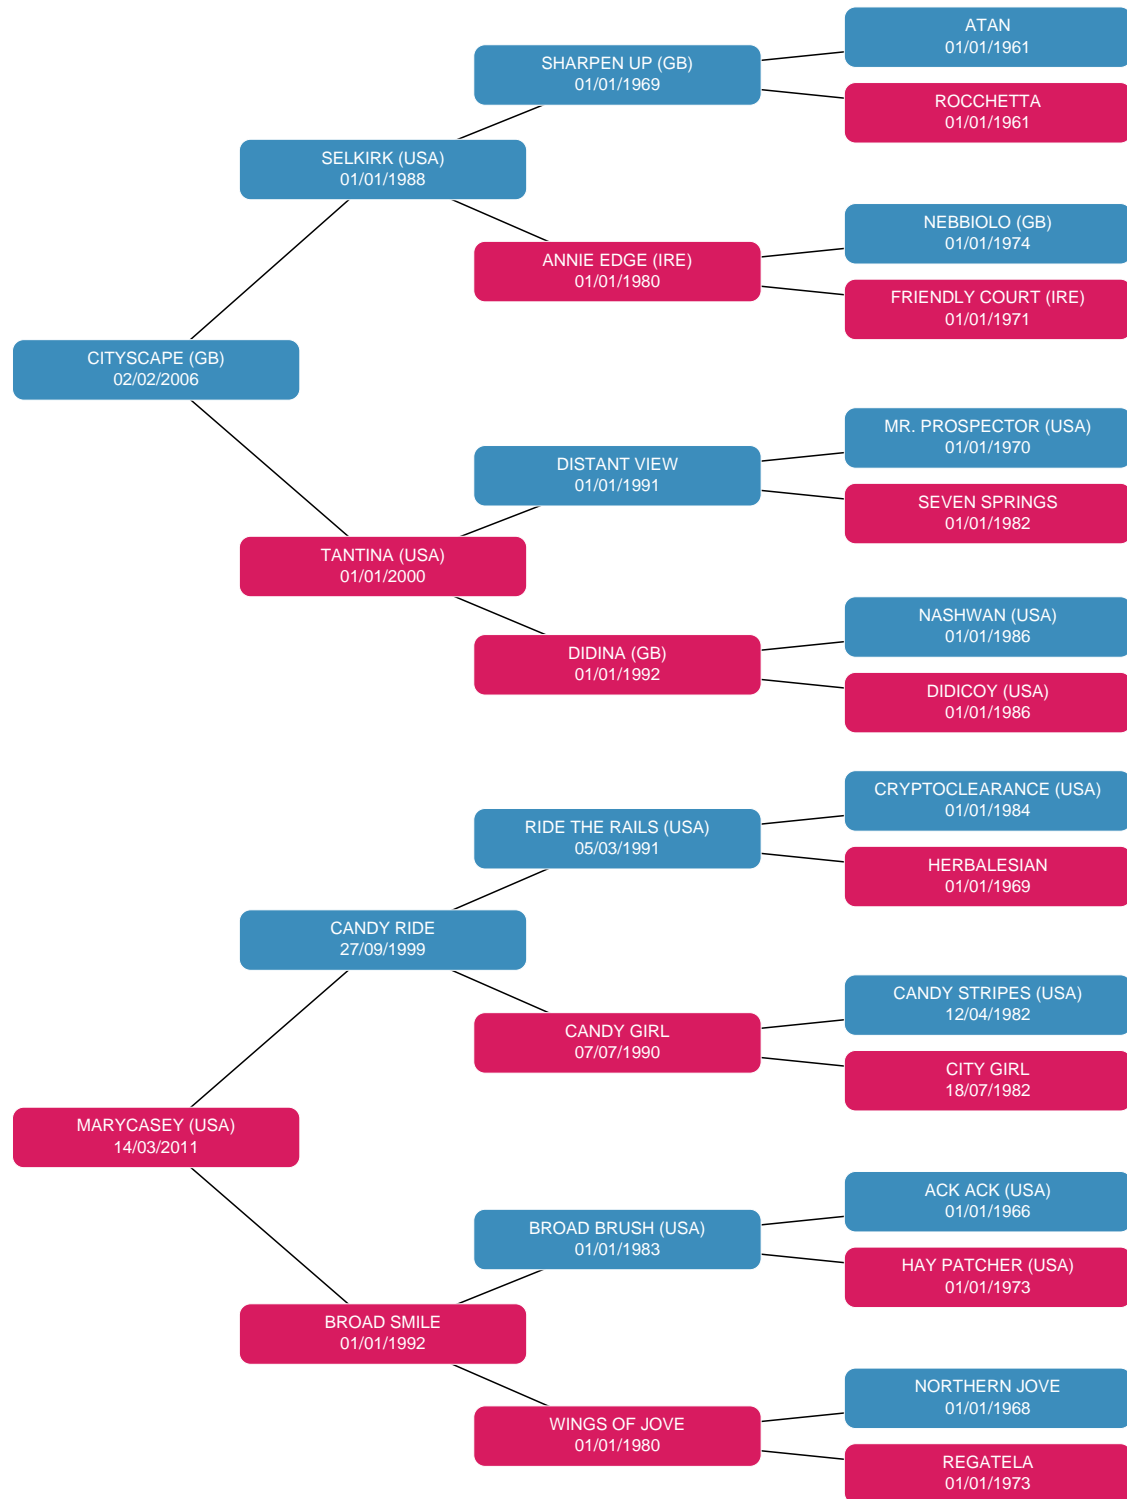 ATAN
01/01/1961
SHARPEN UP (GB)
01/01/1969
ROCCHETTA
01/01/1961
SELKIRK (USA)
01/01/1988
NEBBIOLO (GB)
01/01/1974
ANNIE EDGE (IRE)
01/01/1980
FRIENDLY COURT (IRE)
01/01/1971
CITYSCAPE (GB)
02/02/2006
MR. PROSPECTOR (USA)
01/01/1970
DISTANT VIEW
01/01/1991
SEVEN SPRINGS
01/01/1982
TANTINA (USA)
01/01/2000
NASHWAN (USA)
01/01/1986
DIDINA (GB)
01/01/1992
DIDICOY (USA)
01/01/1986
CRYPTOCLEARANCE (USA)
01/01/1984
RIDE THE RAILS (USA)
05/03/1991
HERBALESIAN
01/01/1969
CANDY RIDE
27/09/1999
CANDY STRIPES (USA)
12/04/1982
CANDY GIRL
07/07/1990
CITY GIRL
18/07/1982
MARYCASEY (USA)
14/03/2011
ACK ACK (USA)
01/01/1966
BROAD BRUSH (USA)
01/01/1983
HAY PATCHER (USA)
01/01/1973
BROAD SMILE
01/01/1992
NORTHERN JOVE
01/01/1968
WINGS OF JOVE
01/01/1980
REGATELA
01/01/1973